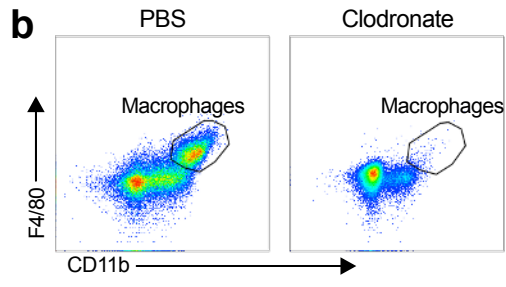 b
PBS
Clodronate
Macrophages
Macrophages
F4/80
CD11b